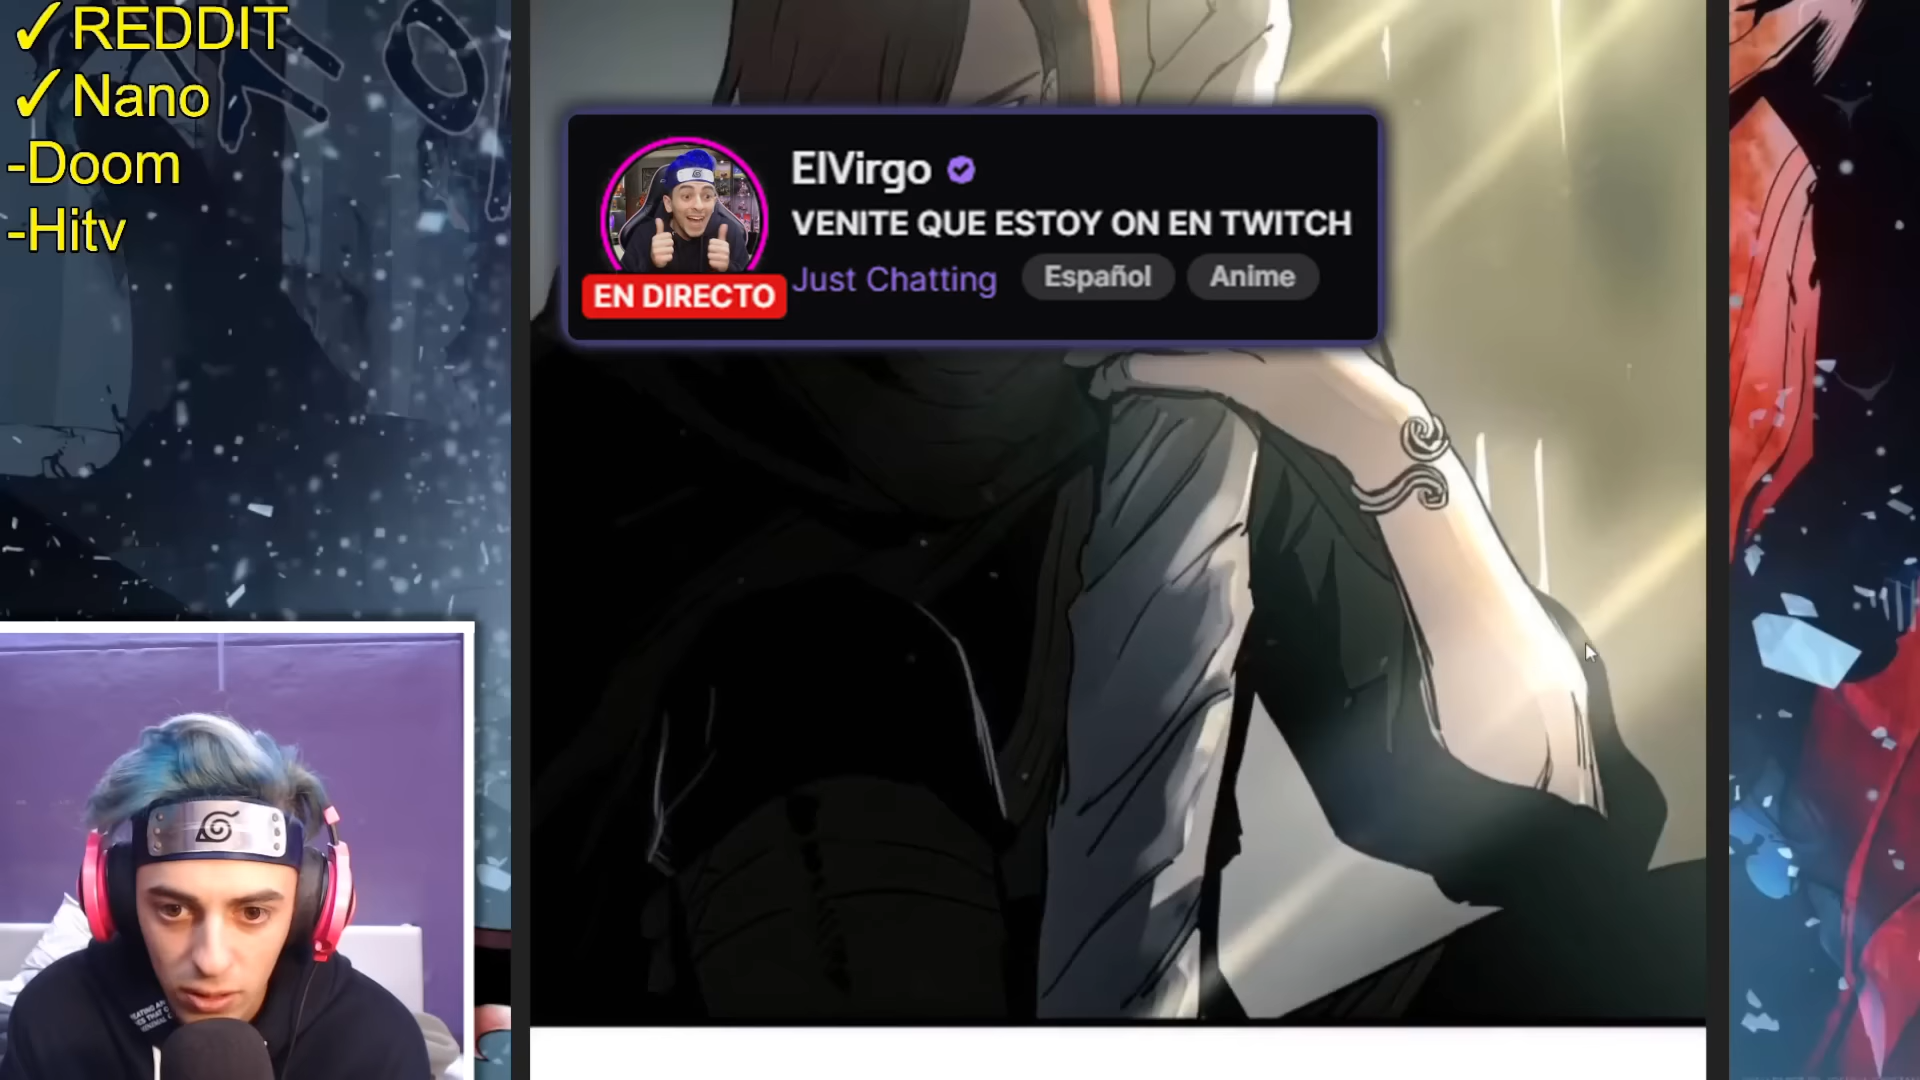 ✓REDDIT
✓Nano
-Doom
-Hitv
ElVirgo
VENITE QUE ESTOY ON EN TWITCH
Just Chatting Español Anime
EN DIRECTO